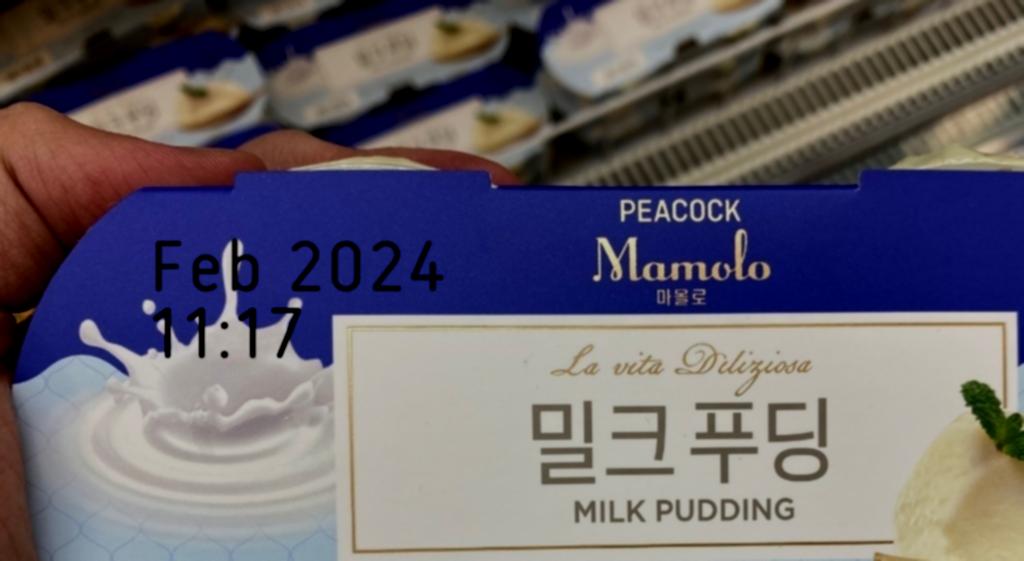 Feb 2024
11:17
PEACOCK
Mamolo
마몰로
La vita Diliziosa
밀크푸딩
MILK PUDDING